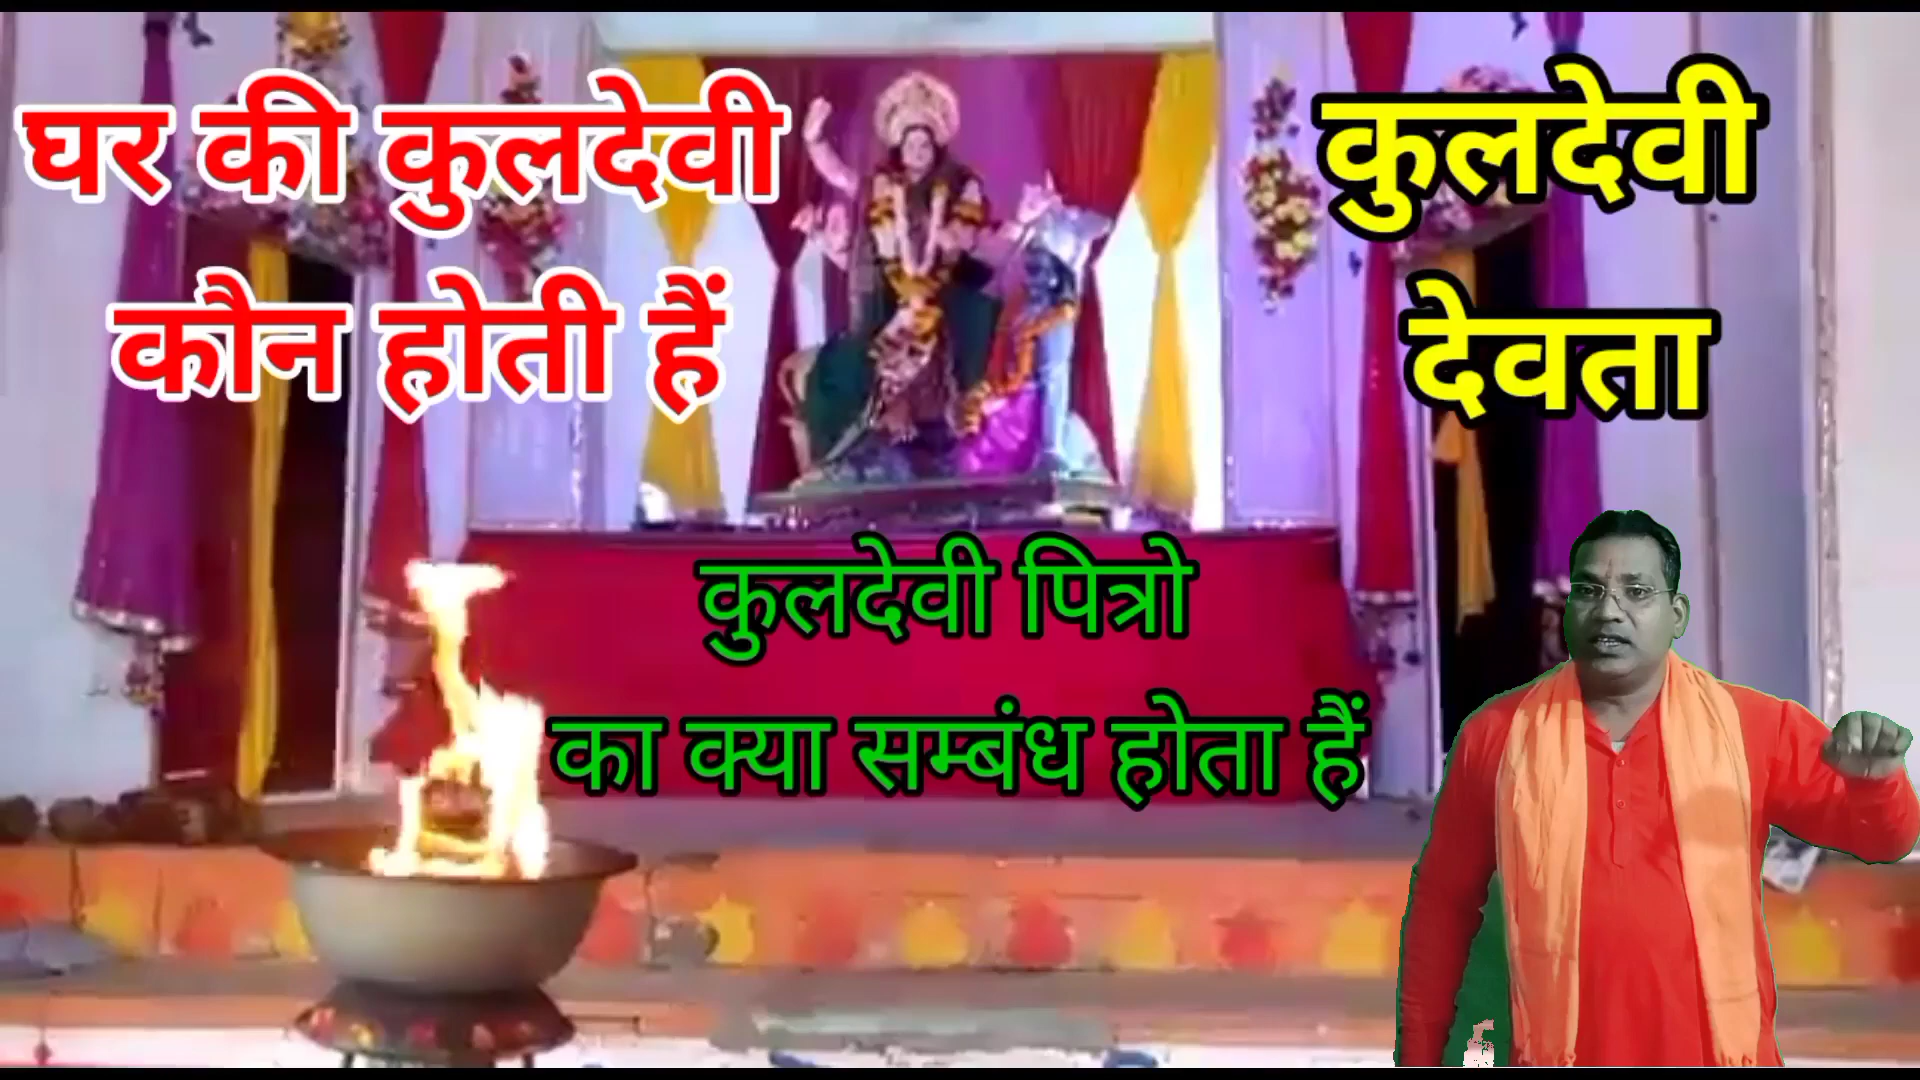 घर की कुलदेवी
कौन होती हैं
कुलदेवी
देवता
कुलदेवी पित्रो
का क्या सम्बंध होता हैं